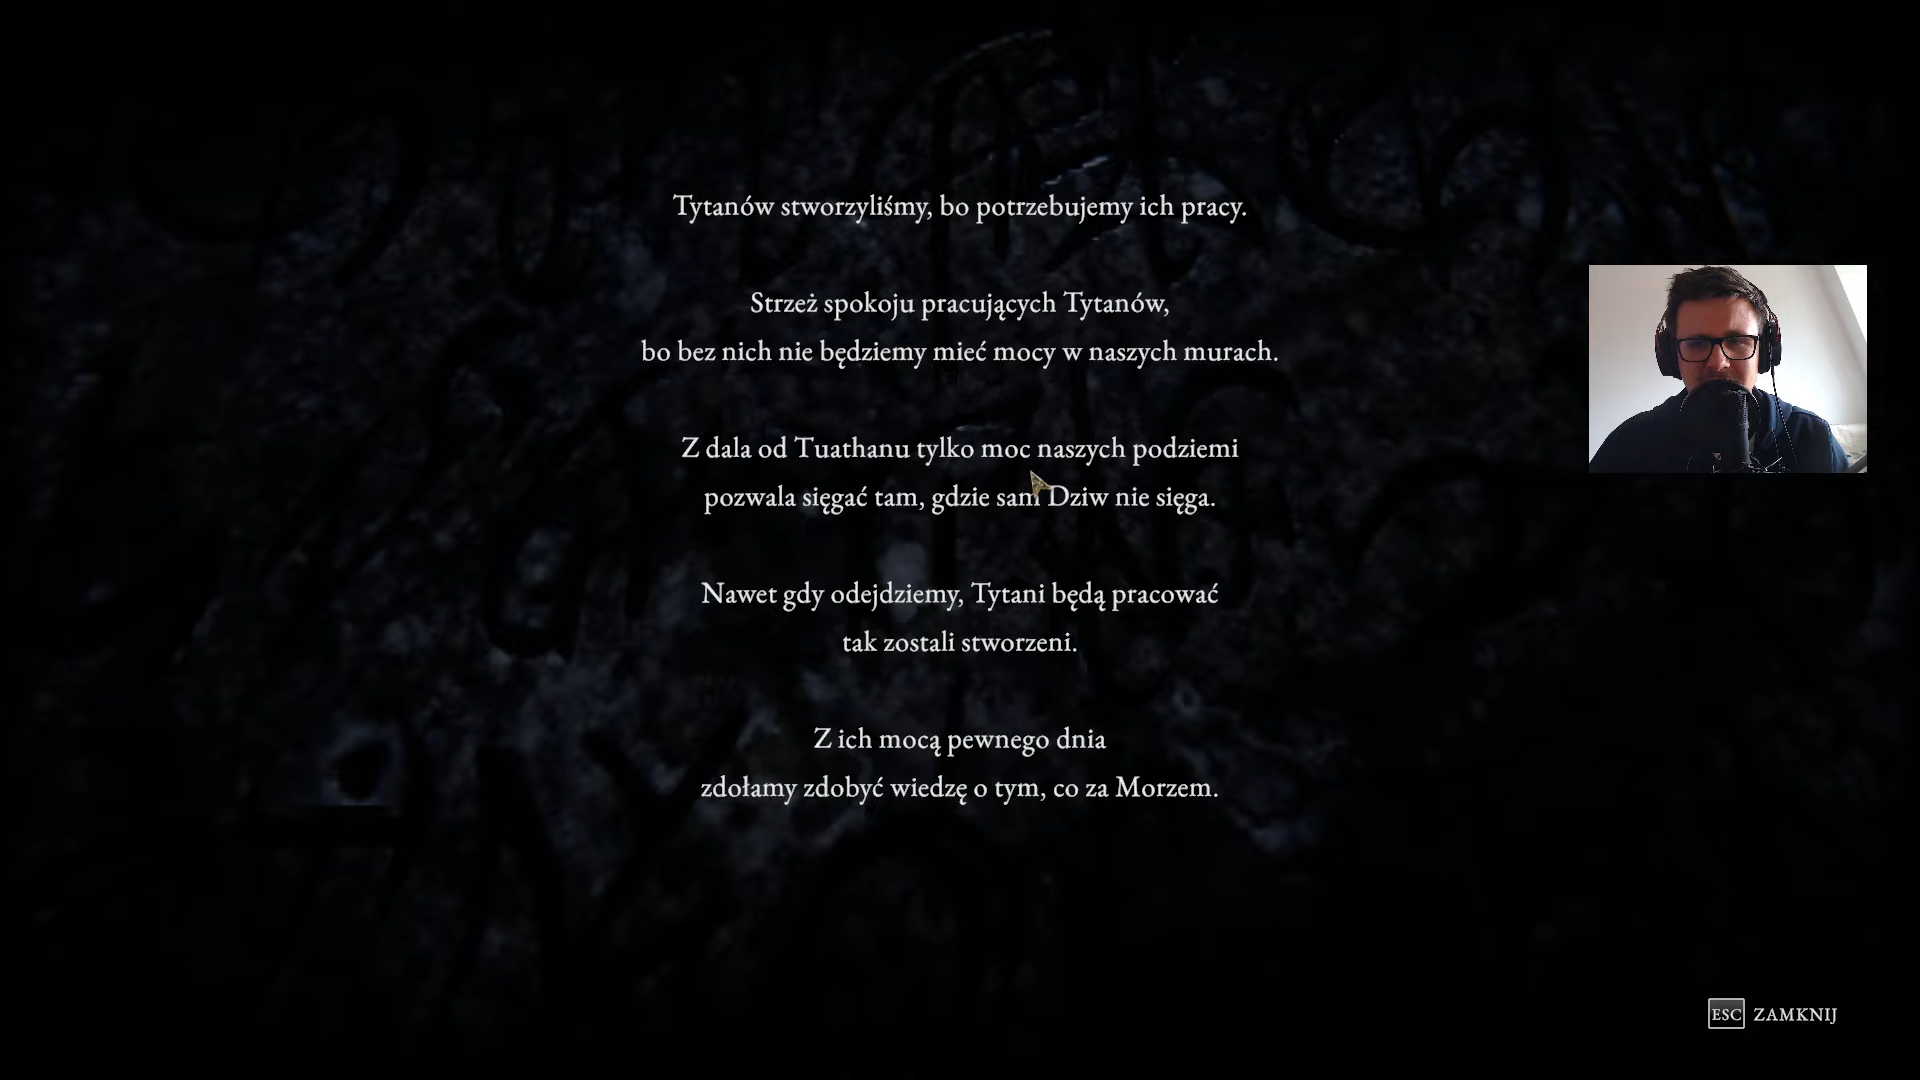 Tytanów stworzyliśmy, bo potrzebujemy ich pracy.
Strzeż spokoju pracujących Tytanów,
bo bez nich nie będziemy mieć mocy w naszych murach.
Z dala od Tuathanu tylko moc naszych podziemi
pozwala sięgać tam, gdzie sam Dziw nie sięga.
Nawet gdy odejdziemy, Tytani będą pracować
tak zostali stworzeni.
Z ich mocą pewnego dnia
zdołamy zdobyć wiedzę o tym, co za Morzem.
ESC ZAMKNIJ